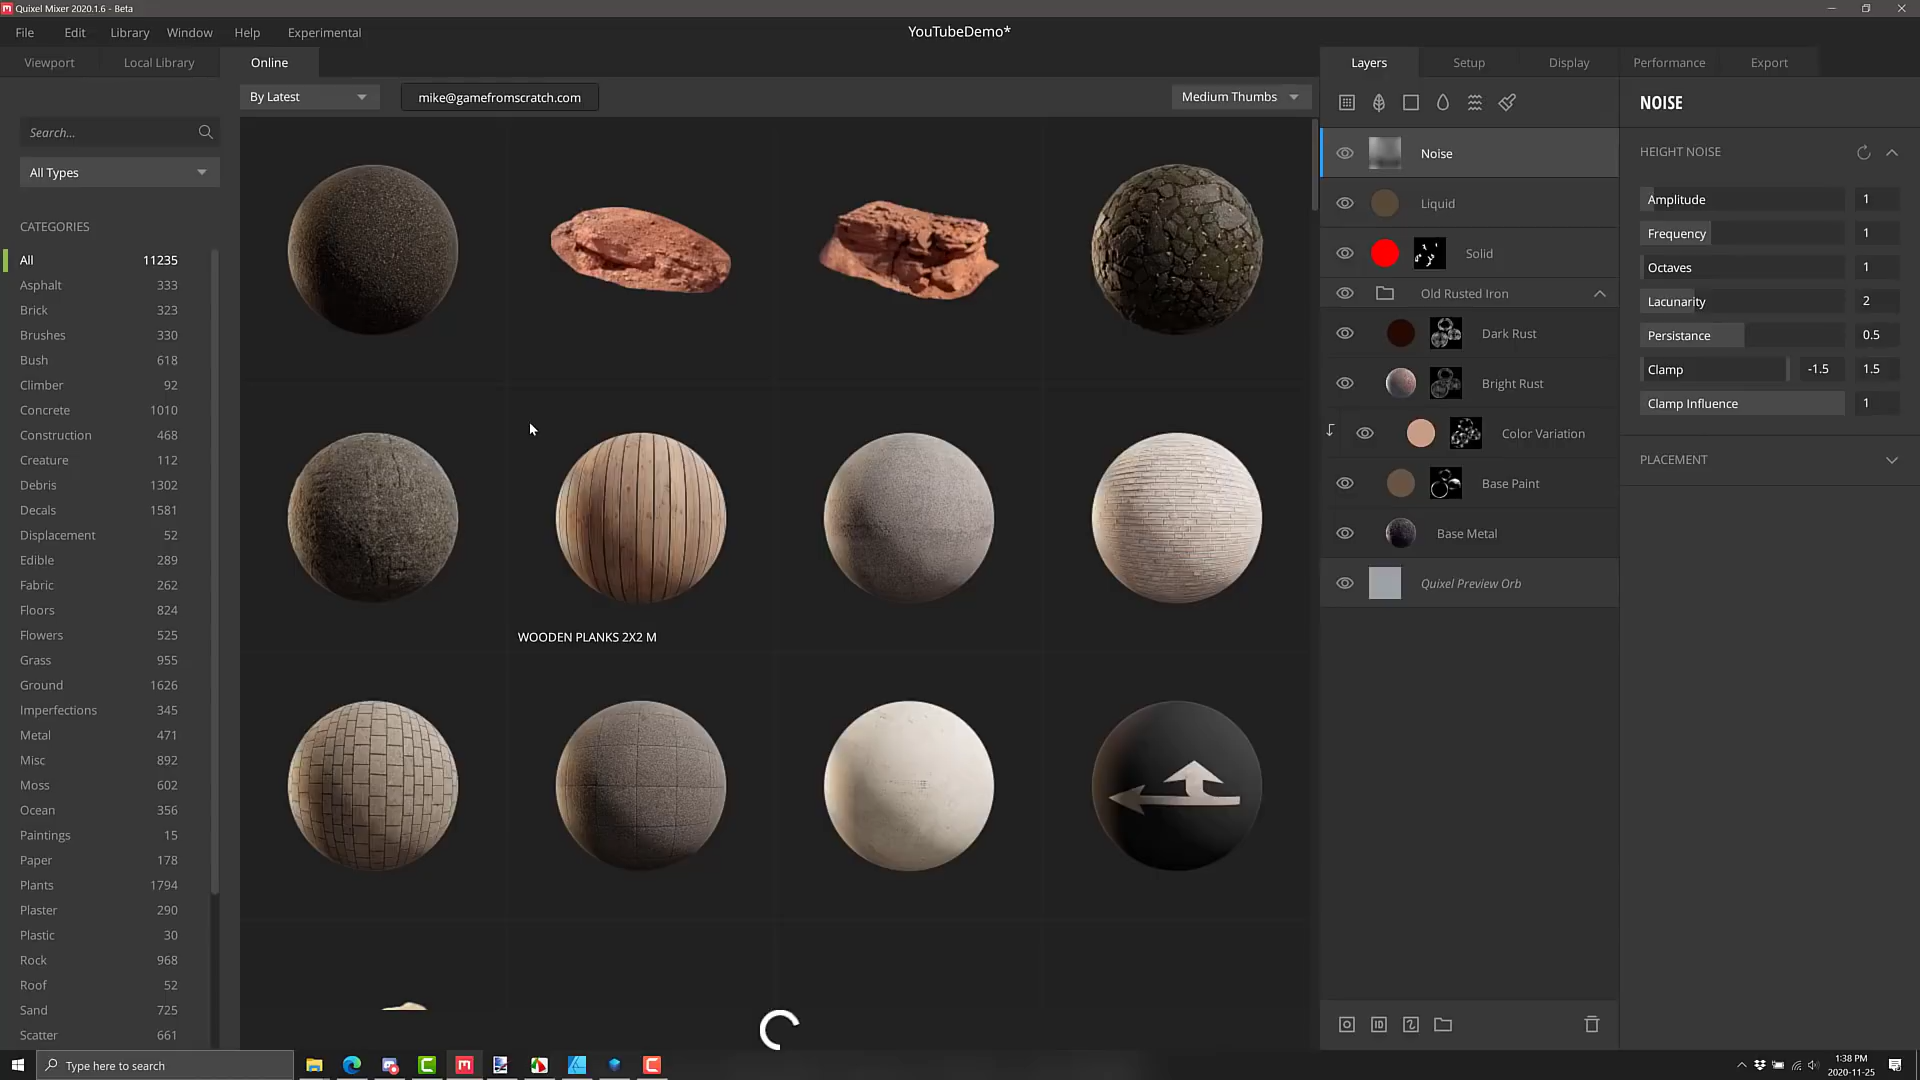 Quixel Mixer 2020.1.6 - Beta
File Edit Library Window Help Experimental
YouTubeDemo*
Viewport Local Library Online
Layers Setup Display Performance Export
By Latest
mike@gamefromscratch.com
Medium Thumbs
Search...
All Types
CATEGORIES
All 11235
Asphalt 333
Brick 323
Brushes 330
Bush 618
Climber 92
Concrete 1010
Construction 468
Creature 112
Debris 1302
Decals 1581
Displacement 52
Edible 289
Fabric 262
Floors 824
Flowers 525
Grass 955
Ground 1626
Imperfections 345
Metal 471
Misc 892
Moss 602
Ocean 356
Paintings 15
Paper 178
Plants 1794
Plaster 290
Plastic 30
Rock 968
Roof 52
Sand 725
Scatter 661
WOODEN PLANKS 2X2 M
Noise
Liquid
Solid
Old Rusted Iron
Dark Rust
Bright Rust
Color Variation
Base Paint
Base Metal
Quixel Preview Orb
ID
NOISE
HEIGHT NOISE
Amplitude 1
Frequency 1
Octaves 1
Lacunarity 2
Persistance 0.5
Clamp -1.5 1.5
Clamp Influence 1
PLACEMENT
Type here to search
1:38 PM
2020-11-25